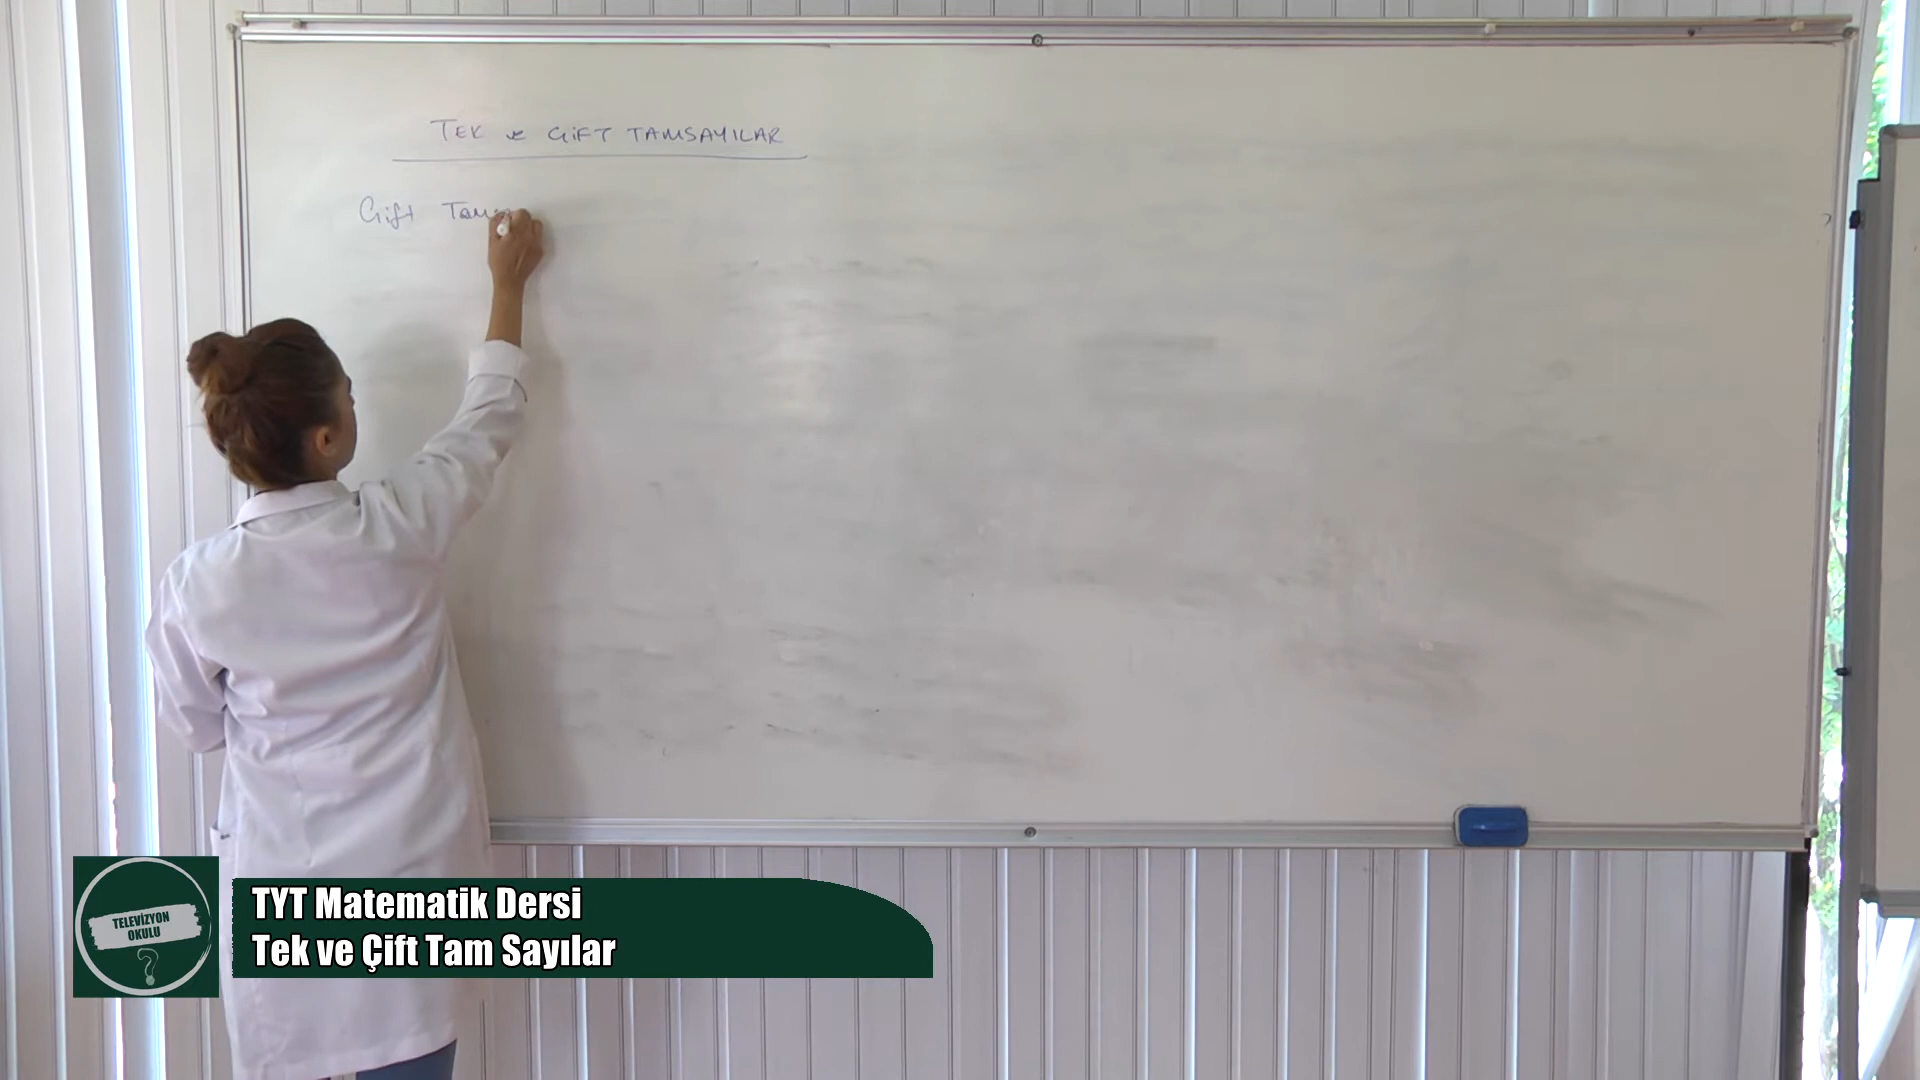 TEK ve ÇİFT TAMSAYILAR
Çift Tam
TELEVİZYON
OKULU
?
TYT Matematik Dersi
Tek ve Çift Tam Sayılar